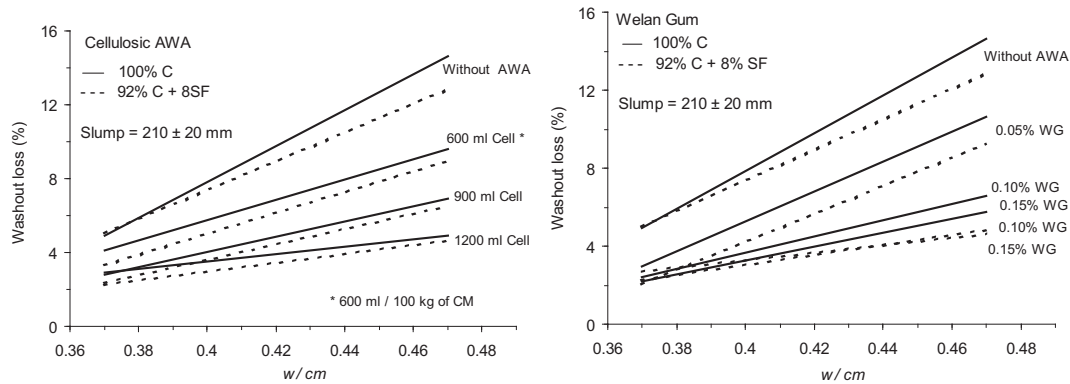 16
12
8
4
0
Washout loss (%)
Cellulosic AWA
100% C
92% C + 8SF
Slump = 210 ± 20 mm
Without AWA
600 ml Cell *
900 ml Cell
1200 ml Cell
* 600 ml / 100 kg of CM
0.36 0.38 0.4 0.42 0.44 0.46 0.48
w/cm
16
12
8
4
0
Washout loss (%)
Welan Gum
100% C
92% C + 8% SF
Slump = 210 ± 20 mm
Without AWA
0.05% WG
0.10% WG
0.15% WG
0.10% WG
0.15% WG
0.36 0.38 0.40 0.42 0.44 0.46 0.48
w/cm